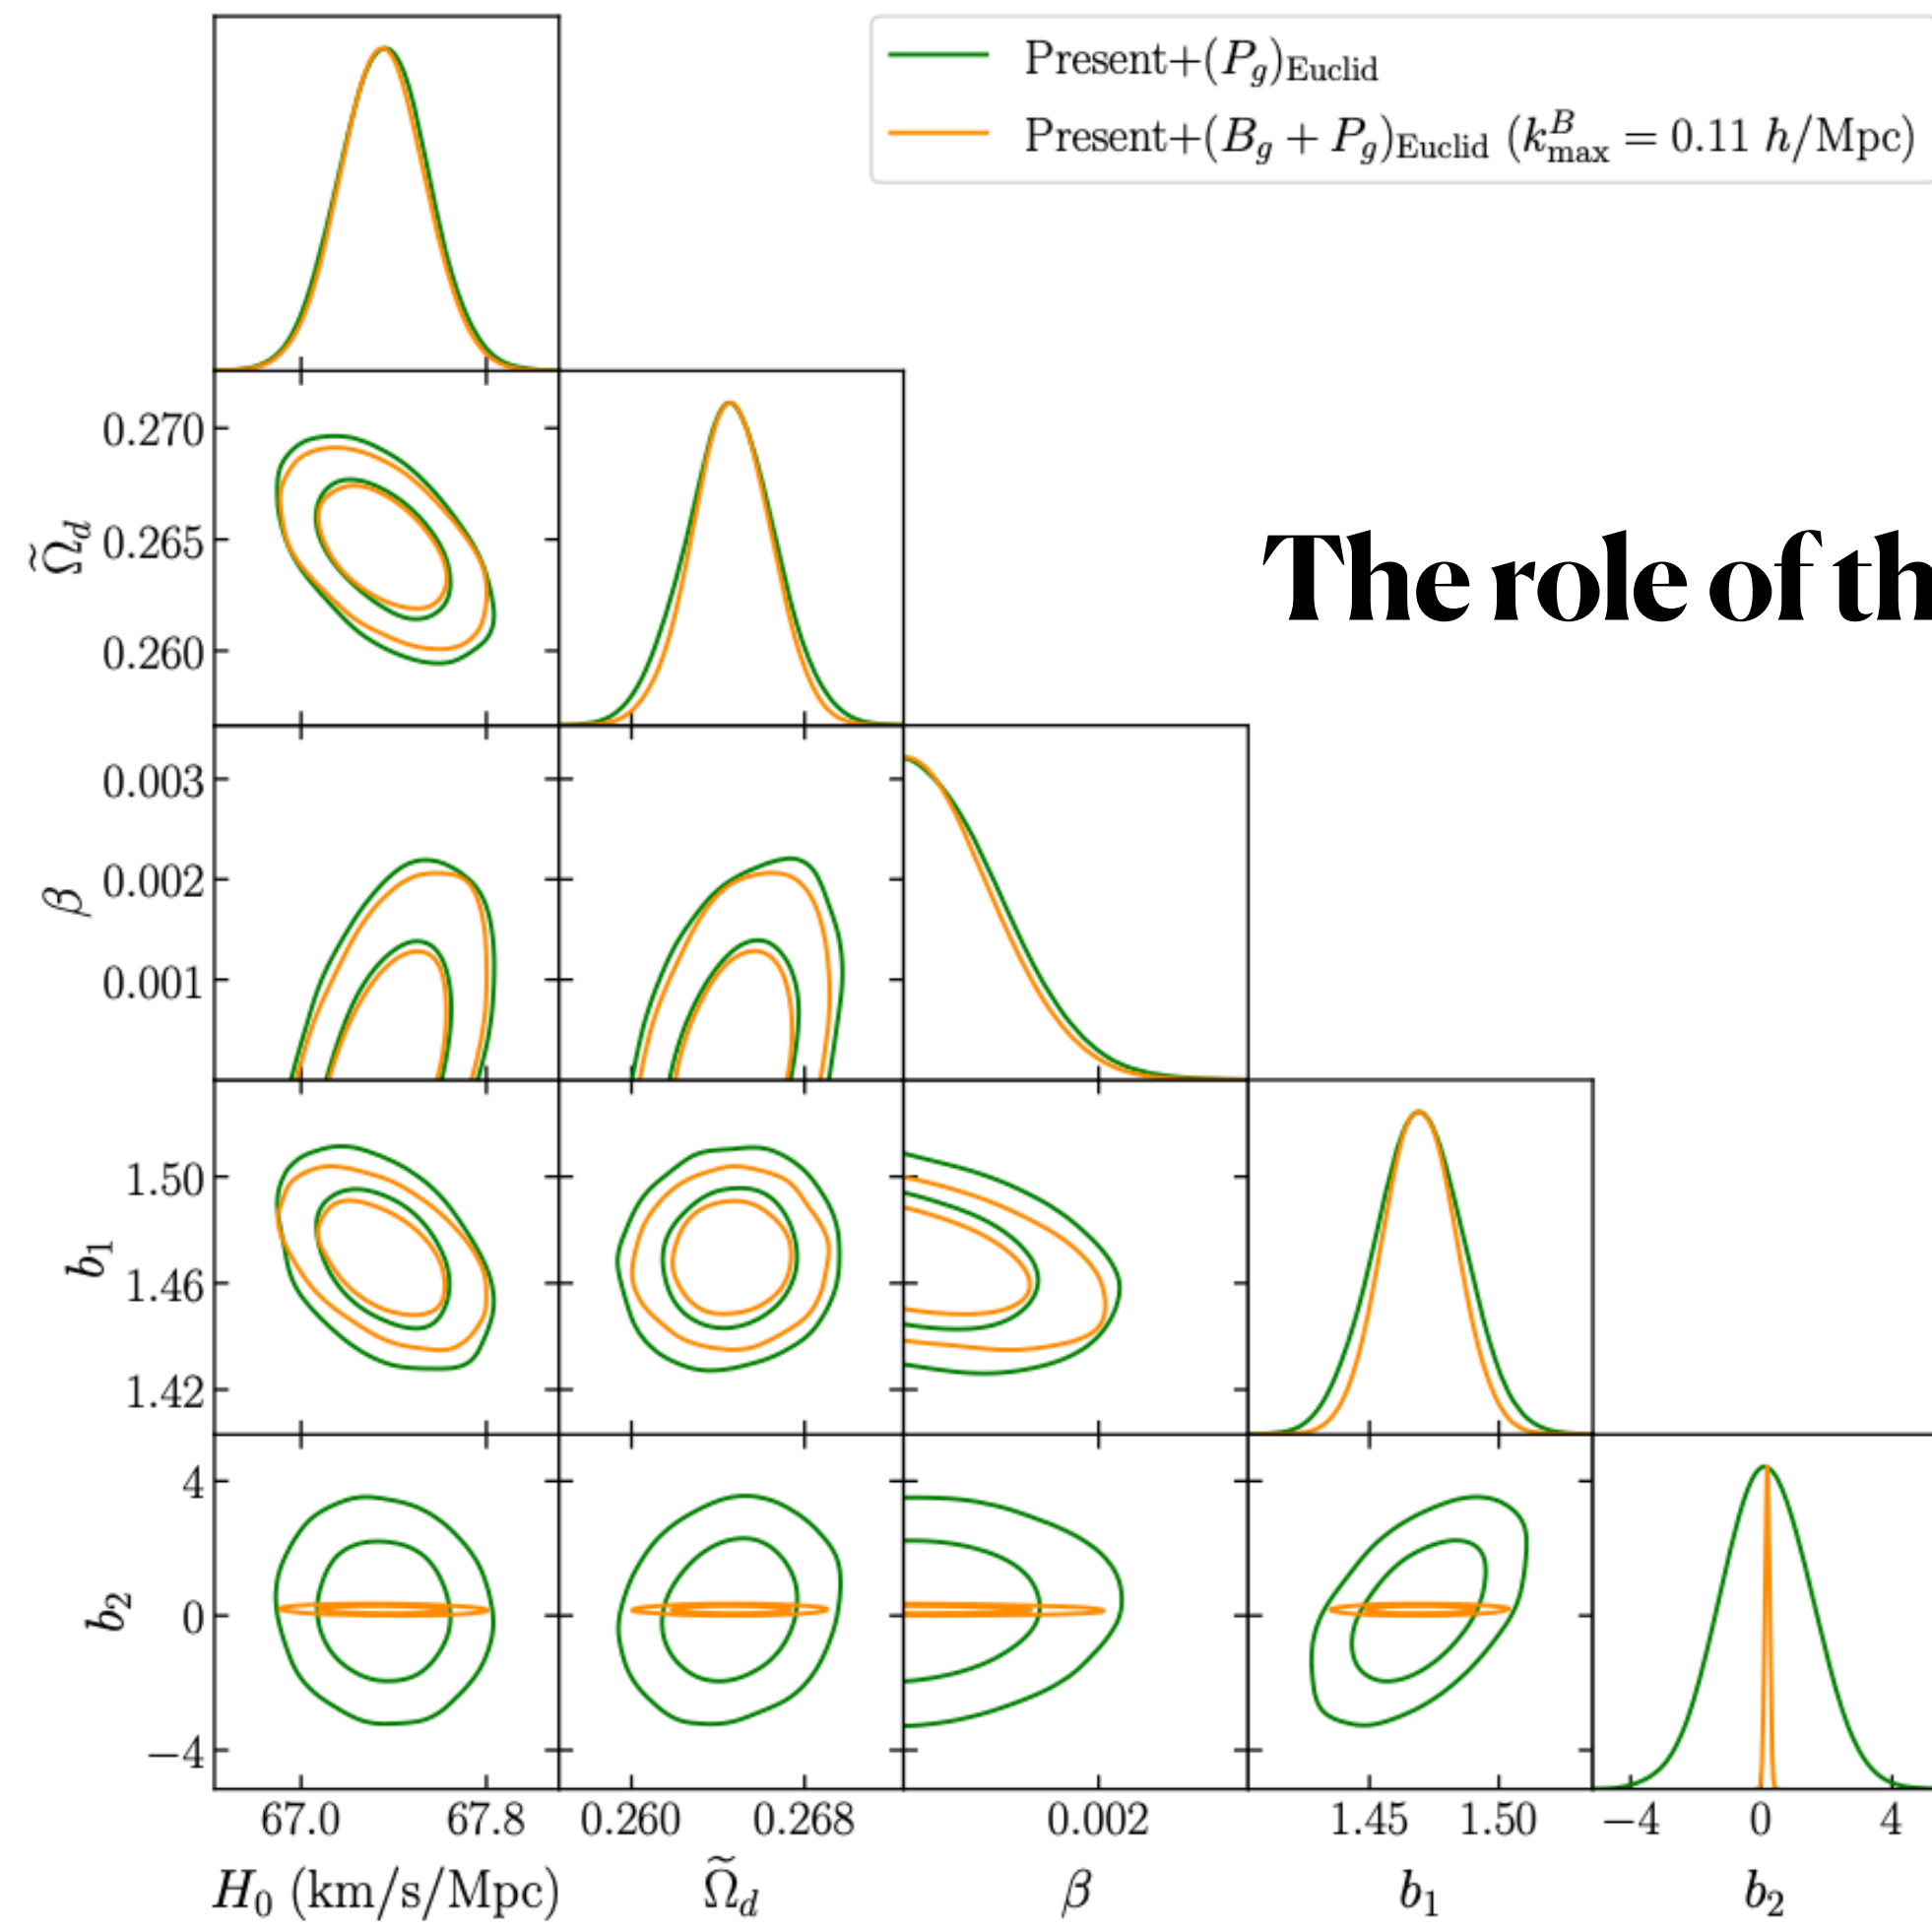 Present+(P_g)_Euclid
Present+(B_g + P_g)_Euclid (k^B_max = 0.11 h/Mpc)
0.270
0.265
0.260
Ω̃_d
The role of th
0.003
0.002
0.001
β
1.50
1.46
1.42
b_1
4
0
−4
b_2
67.0 67.8 0.260 0.268 0.002 1.45 1.50 −4 0 4
H_0 (km/s/Mpc) Ω̃_d β b_1 b_2